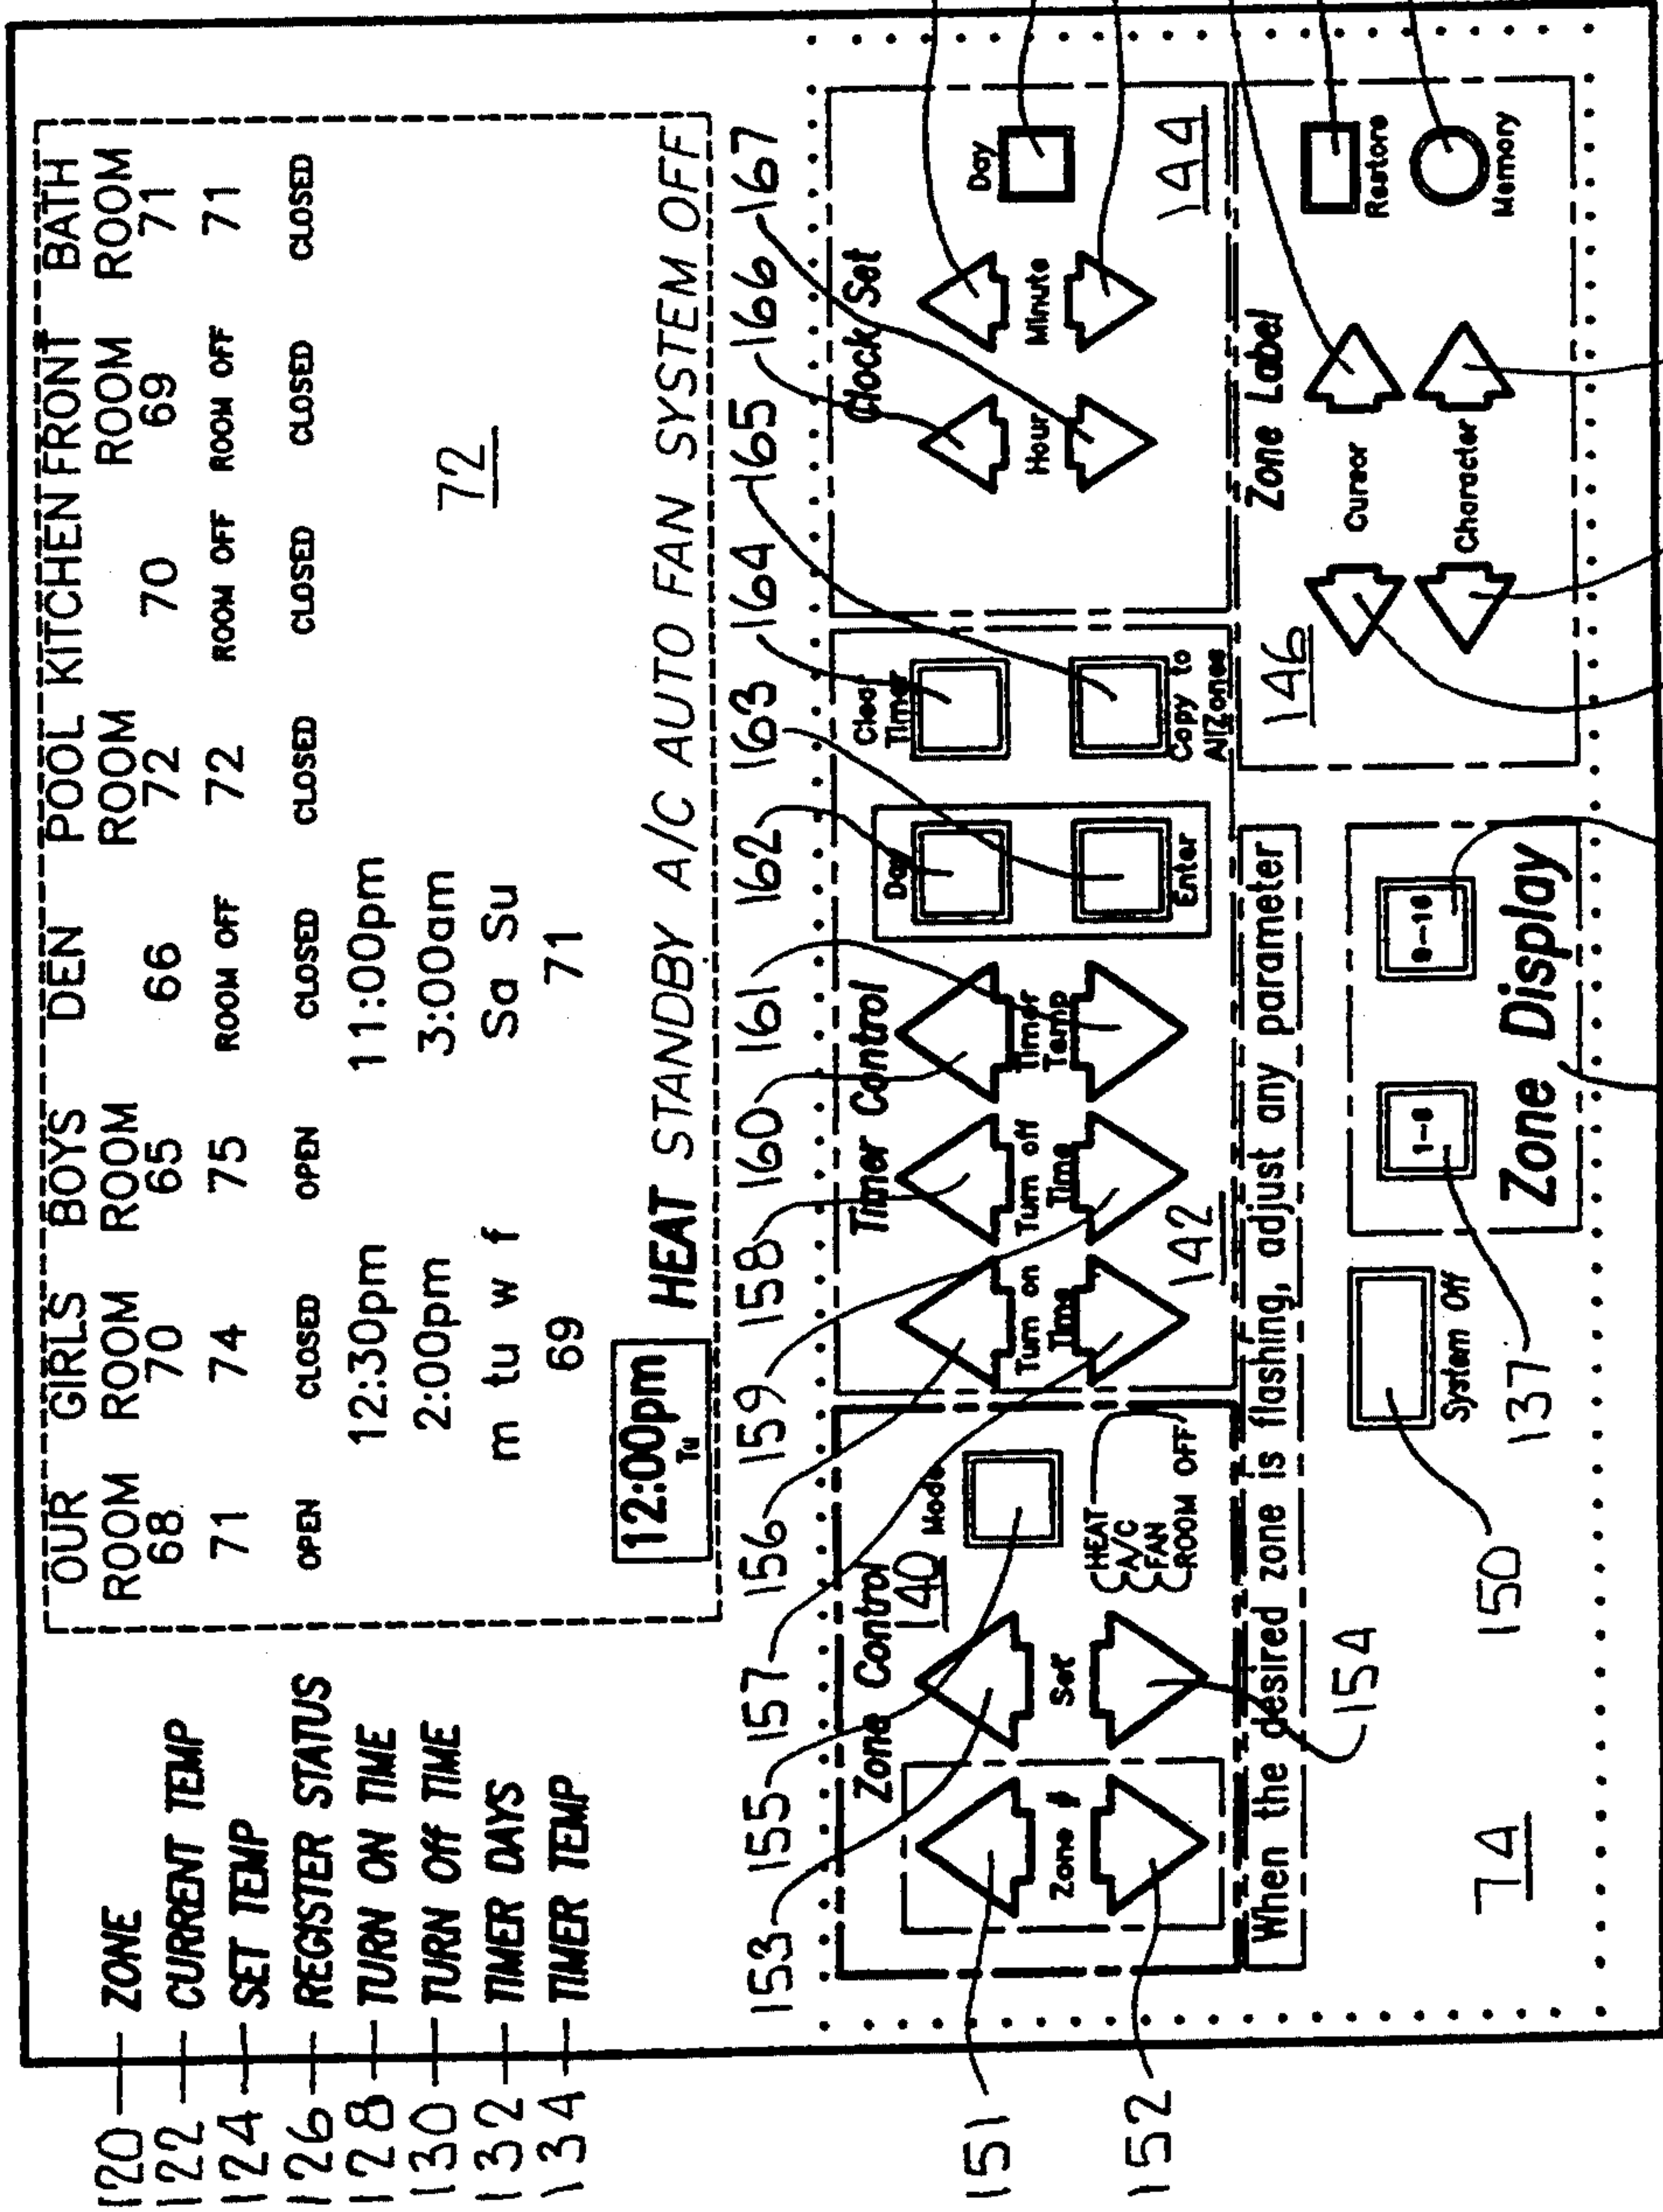 120 ZONE OUR ROOM GIRLS ROOM BOYS ROOM DEN POOL ROOM KITCHEN FRONT ROOM BATH ROOM
122 CURRENT TEMP 68 70 65 66 72 70 69 71
124 SET TEMP 71 74 75 ROOM OFF 72 ROOM OFF ROOM OFF 71
126 REGISTER STATUS OPEN CLOSED OPEN CLOSED CLOSED CLOSED CLOSED CLOSED
128 TURN ON TIME 12:30pm 11:00pm
130 TURN Off TIME 2:00pm 3:00am
132 TIMER DAYS m tu w f Sa Su
134 TIMER TEMP 69 71
72
12:00pm
Tu
HEAT STANDBY A/C AUTO FAN SYSTEM OFF
153 155 157 156 159 158 160 161 162 163 164 165 166 167
Zone Control
140
Mode
Zone #
Set
HEAT
A/C
FAN
ROOM OFF
151
152
154
Timer Control
Turn on
Time
Turn off
Time
Timer
Temp
Day
Enter
Clear
Timer
Copy to
All Zones
142
Clock Set
Hour
Minute
Day
144
When the desired zone is flashing, adjust any parameter
146
Zone Label
Cursor
Character
Restore
Memory
74
150
System Off
137
1-8
9-16
Zone Display